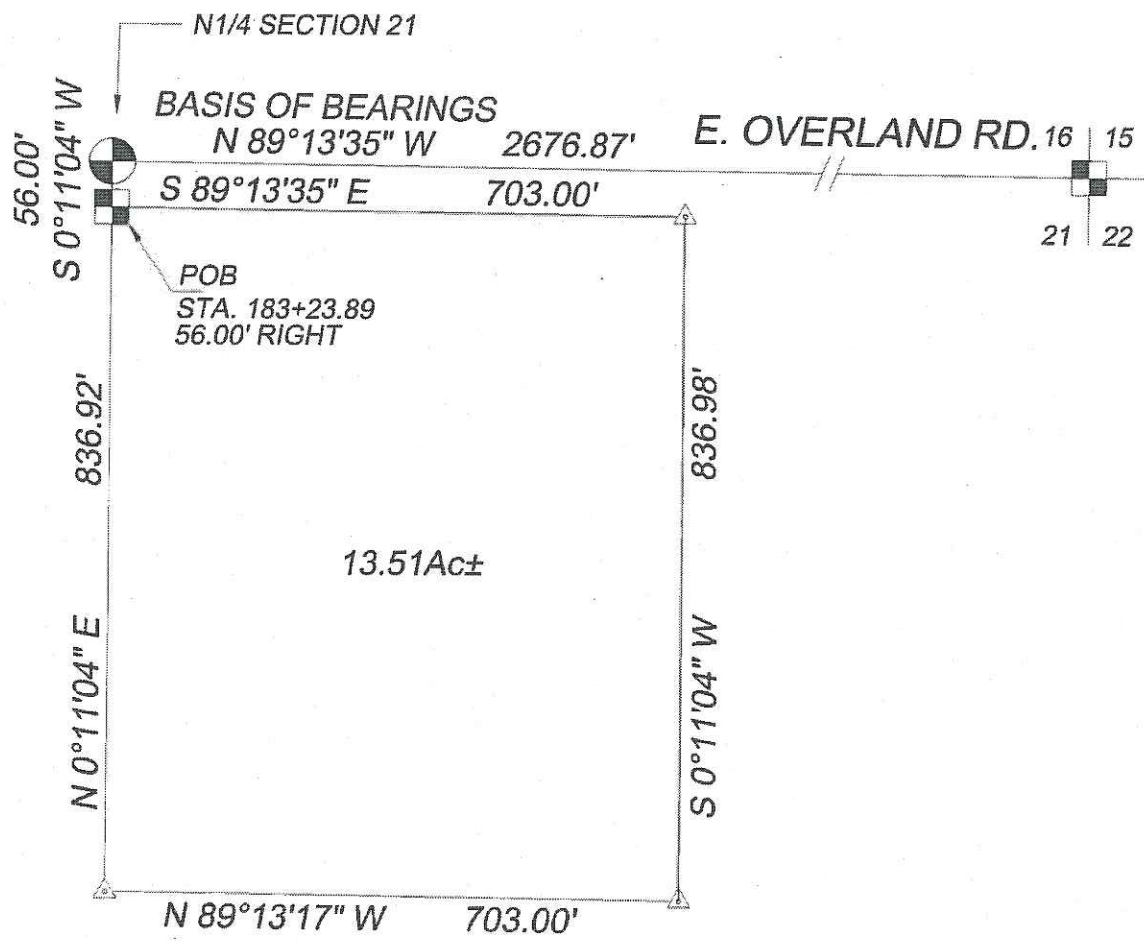 N1/4 SECTION 21
BASIS OF BEARINGS
N 89°13'35" W 2676.87'
E. OVERLAND RD.
16 15
21 22
56.00'
S 0°11'04" W
S 89°13'35" E 703.00'
POB
STA. 183+23.89
56.00' RIGHT
836.92'
836.98'
13.51Ac±
N 0°11'04" E
S 0°11'04" W
N 89°13'17" W 703.00'